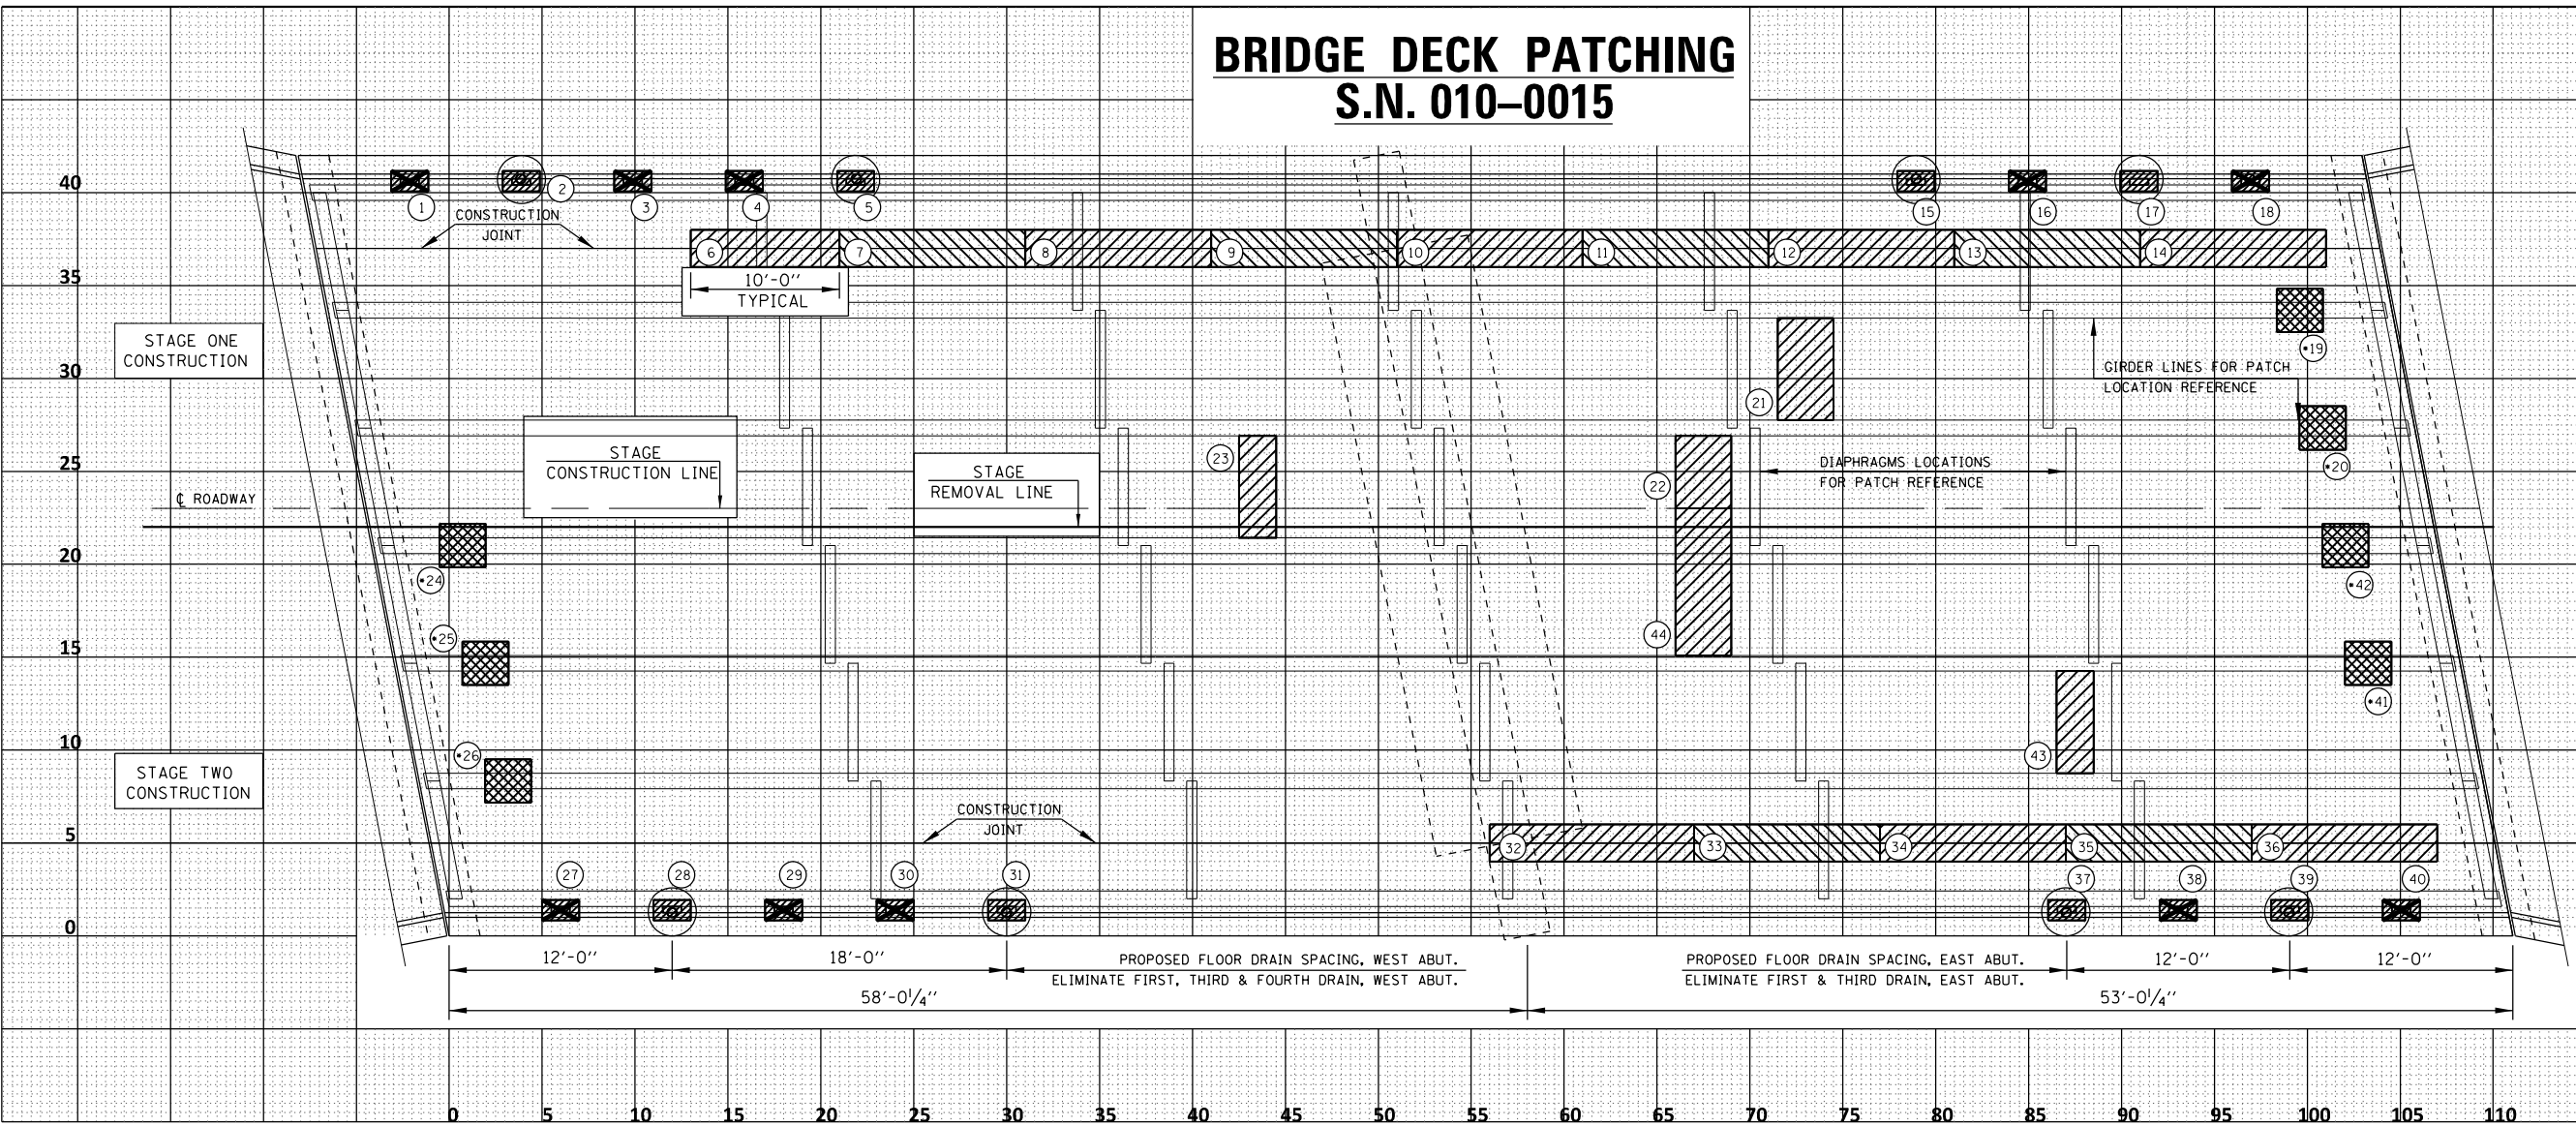 BRIDGE DECK PATCHING
S.N. 010–0015
40
1
2
3
4
5
15
16
17
18
CONSTRUCTION
JOINT
35
6
7
8
9
10
11
12
13
14
10'-0''
TYPICAL
STAGE ONE
CONSTRUCTION
30
•19
GIRDER LINES FOR PATCH
LOCATION REFERENCE
21
25
STAGE
CONSTRUCTION LINE
STAGE
REMOVAL LINE
23
22
DIAPHRAGMS LOCATIONS
FOR PATCH REFERENCE
•20
℄ ROADWAY
20
•24
•42
15
•25
44
•41
10
•26
43
STAGE TWO
CONSTRUCTION
5
CONSTRUCTION
JOINT
32
33
34
35
36
27
28
29
30
31
37
38
39
40
0
12'-0''
18'-0''
PROPOSED FLOOR DRAIN SPACING, WEST ABUT.
ELIMINATE FIRST, THIRD & FOURTH DRAIN, WEST ABUT.
PROPOSED FLOOR DRAIN SPACING, EAST ABUT.
ELIMINATE FIRST & THIRD DRAIN, EAST ABUT.
12'-0''
12'-0''
58'-0¼''
53'-0¼''
0 5 10 15 20 25 30 35 40 45 50 55 60 65 70 75 80 85 90 95 100 105 110